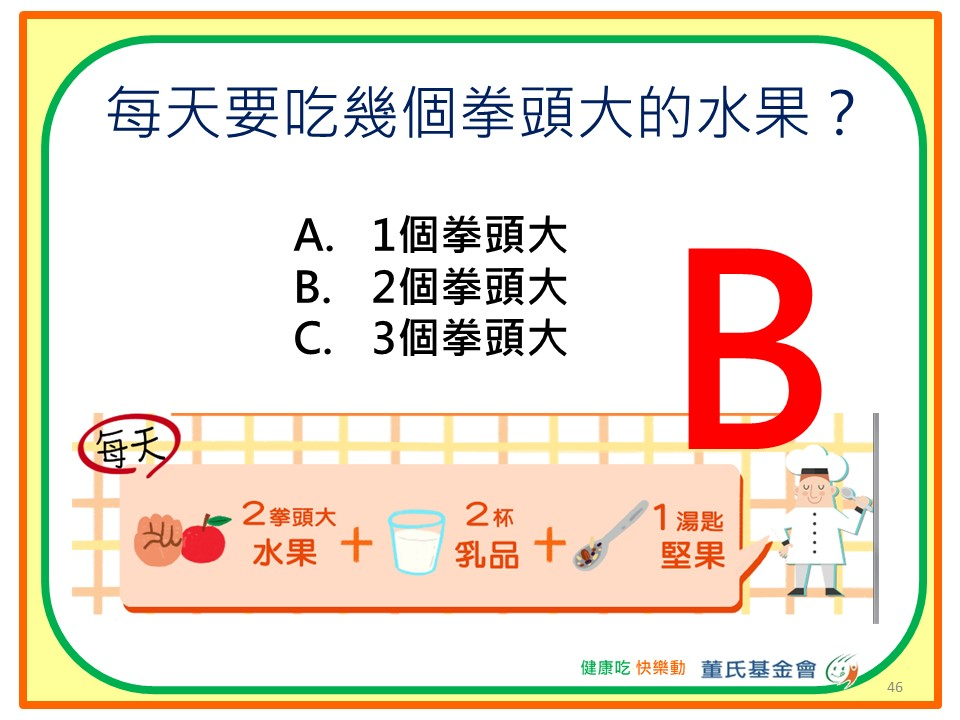 每天要吃幾個拳頭大的水果？
A. 1個拳頭大
B. 2個拳頭大
C. 3個拳頭大
B
每天
2拳頭大 水果 + 2杯 乳品 + 1湯匙 堅果
健康吃 快樂動 董氏基金會
46